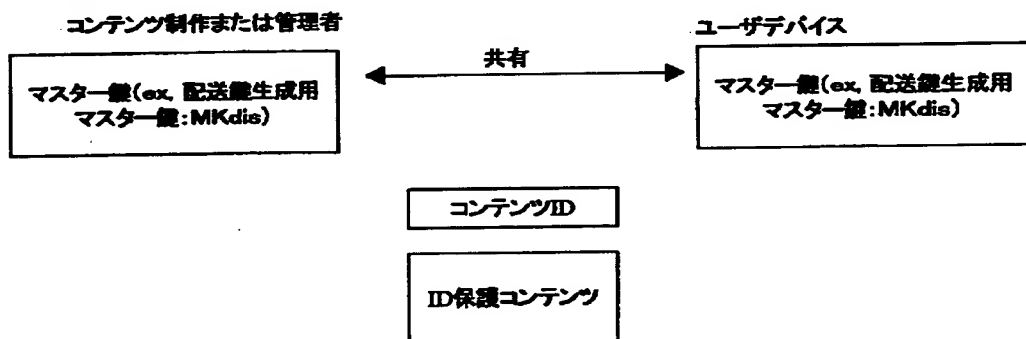 コンテンツ制作または管理者
ユーザデバイス
共有
マスター鍵(ex, 配送鍵生成用
マスター鍵:MKdis)
マスター鍵(ex, 配送鍵生成用
マスター鍵:MKdis)
コンテンツID
ID保護コンテンツ